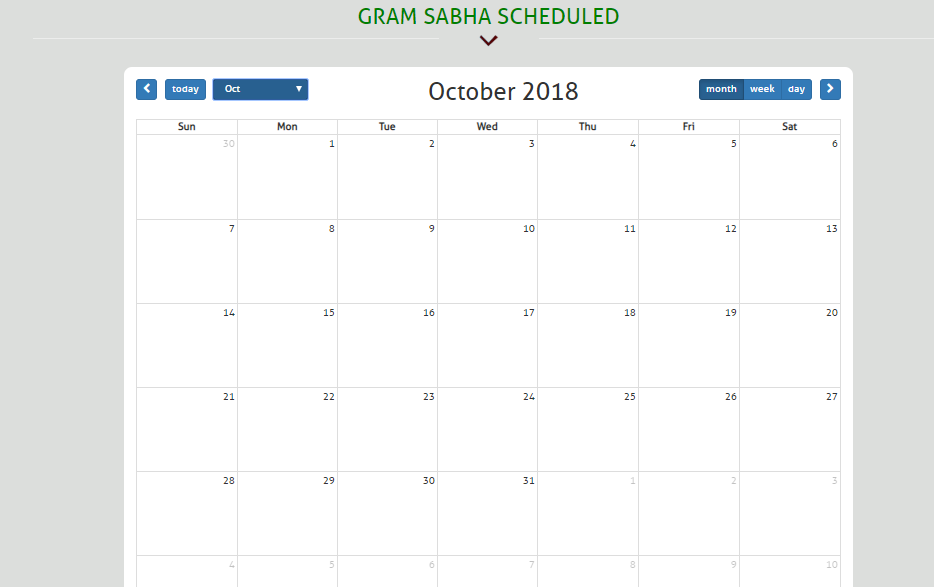 GRAM SABHA SCHEDULED
today Oct October 2018 month week day
Sun Mon Tue Wed Thu Fri Sat
30 1 2 3 4 5 6
7 8 9 10 11 12 13
14 15 16 17 18 19 20
21 22 23 24 25 26 27
28 29 30 31 1 2 3
4 5 6 7 8 9 10